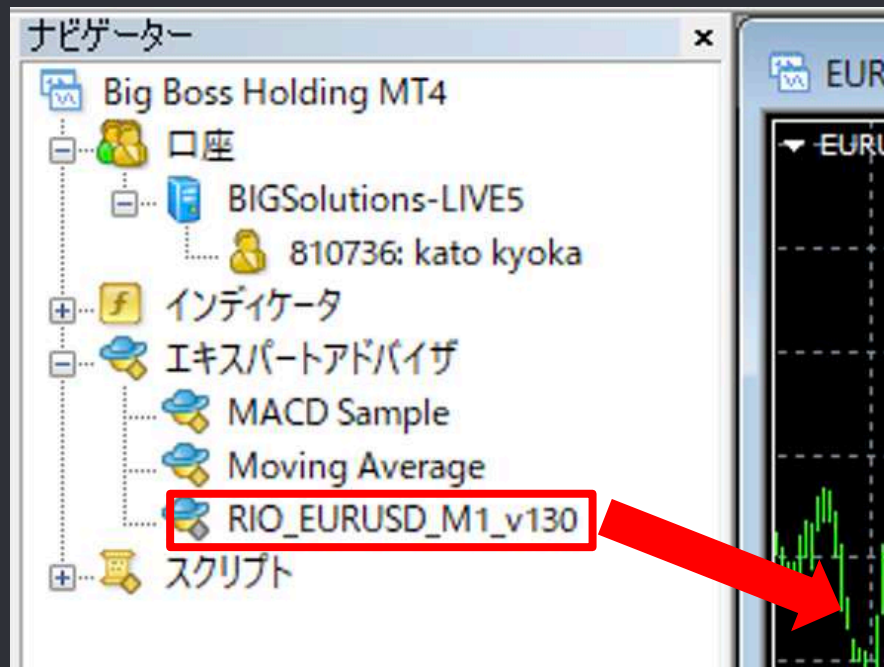 ナビゲーター
Big Boss Holding MT4
口座
BIGSolutions-LIVE5
810736: kato kyoka
インディケータ
エキスパートアドバイザ
MACD Sample
Moving Average
RIO_EURUSD_M1_v130
スクリプト
EUR
EURU